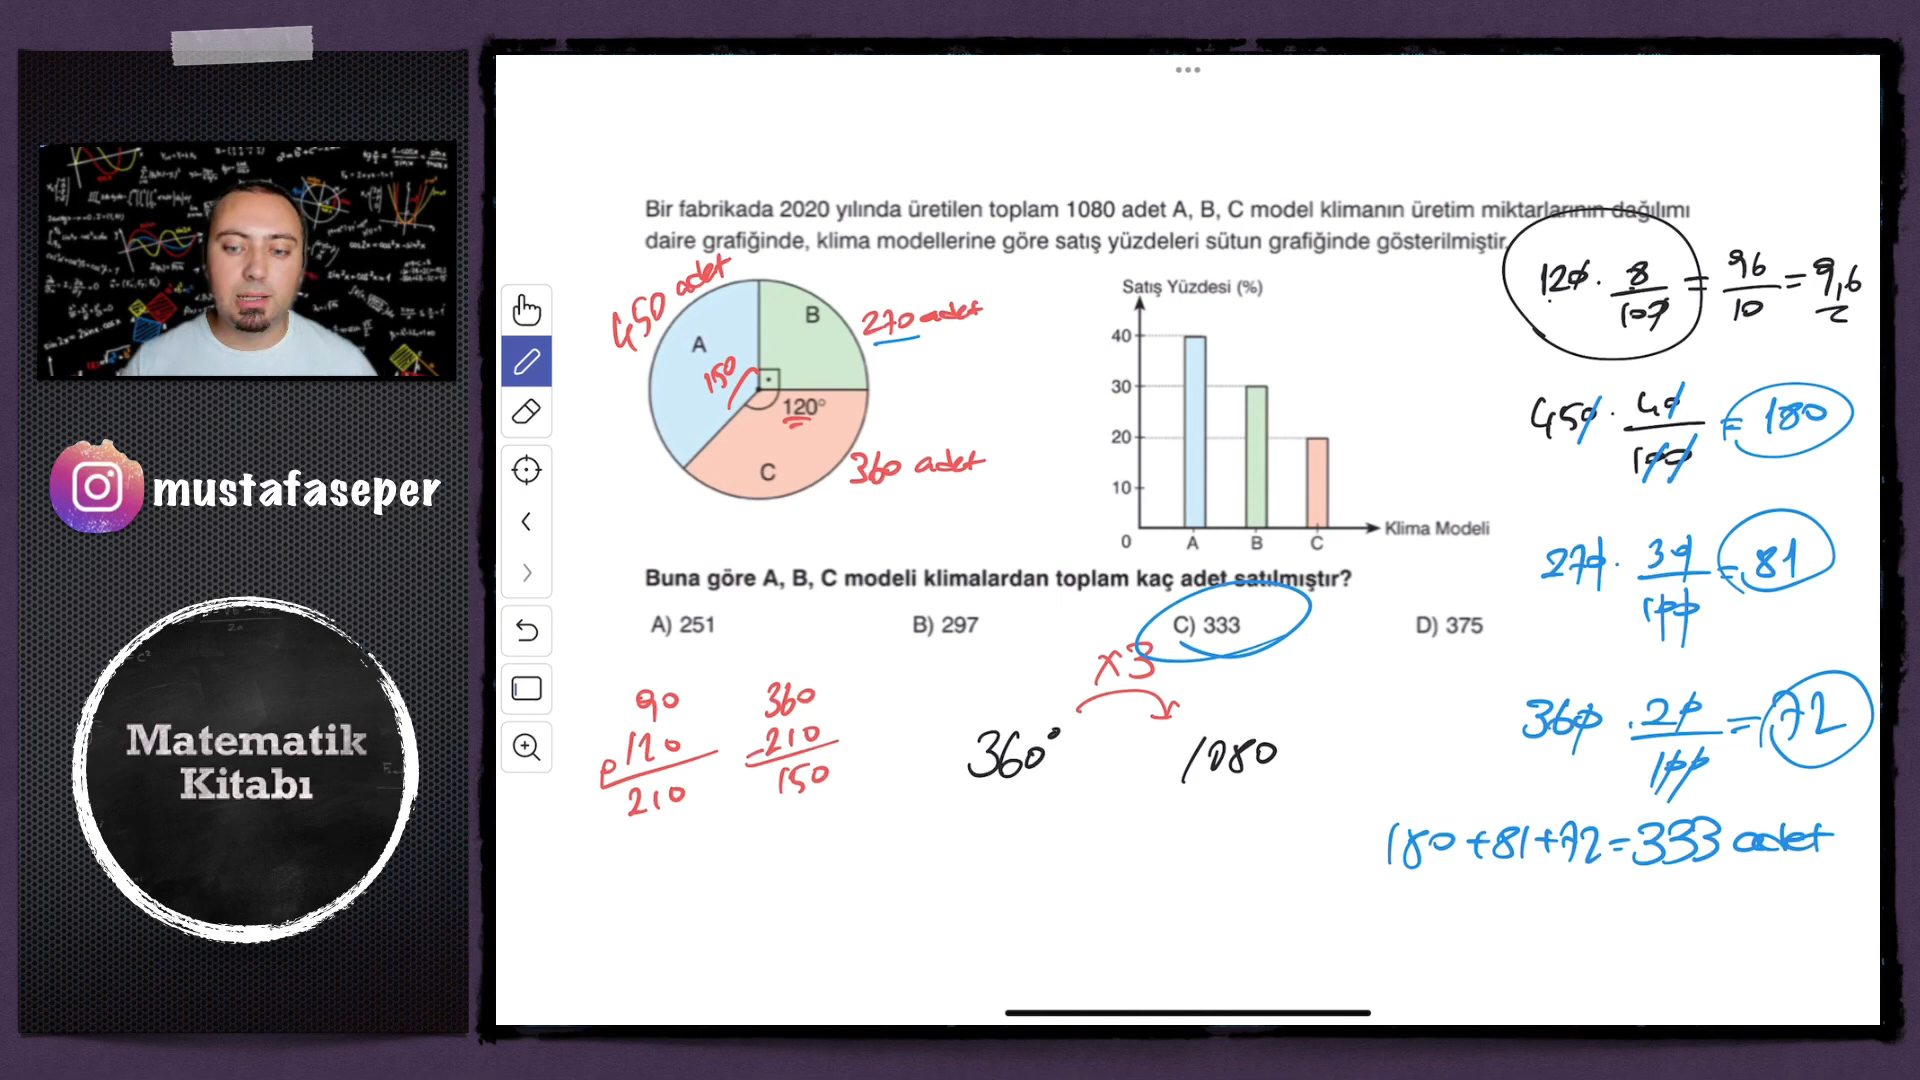 mustafaseper
Matematik
Kitabı
Bir fabrikada 2020 yılında üretilen toplam 1080 adet A, B, C model klimanın üretim miktarlarının dağılımı
daire grafiğinde, klima modellerine göre satış yüzdeleri sütun grafiğinde gösterilmiştir.
450 adet
A
B
270 adet
150
120°
C
360 adet
Satış Yüzdesi (%)
40
30
20
10
0
A B C
Klima Modeli
120 · 8/100 = 96/10 = 9,6
450 · 40/100 = 180
270 · 30/100 = 81
Buna göre A, B, C modeli klimalardan toplam kaç adet satılmıştır?
A) 251 B) 297 C) 333 D) 375
x3
90
120
210
360
-210
150
360° 1080
360 · 20/100 = 72
180+81+72=333 adet